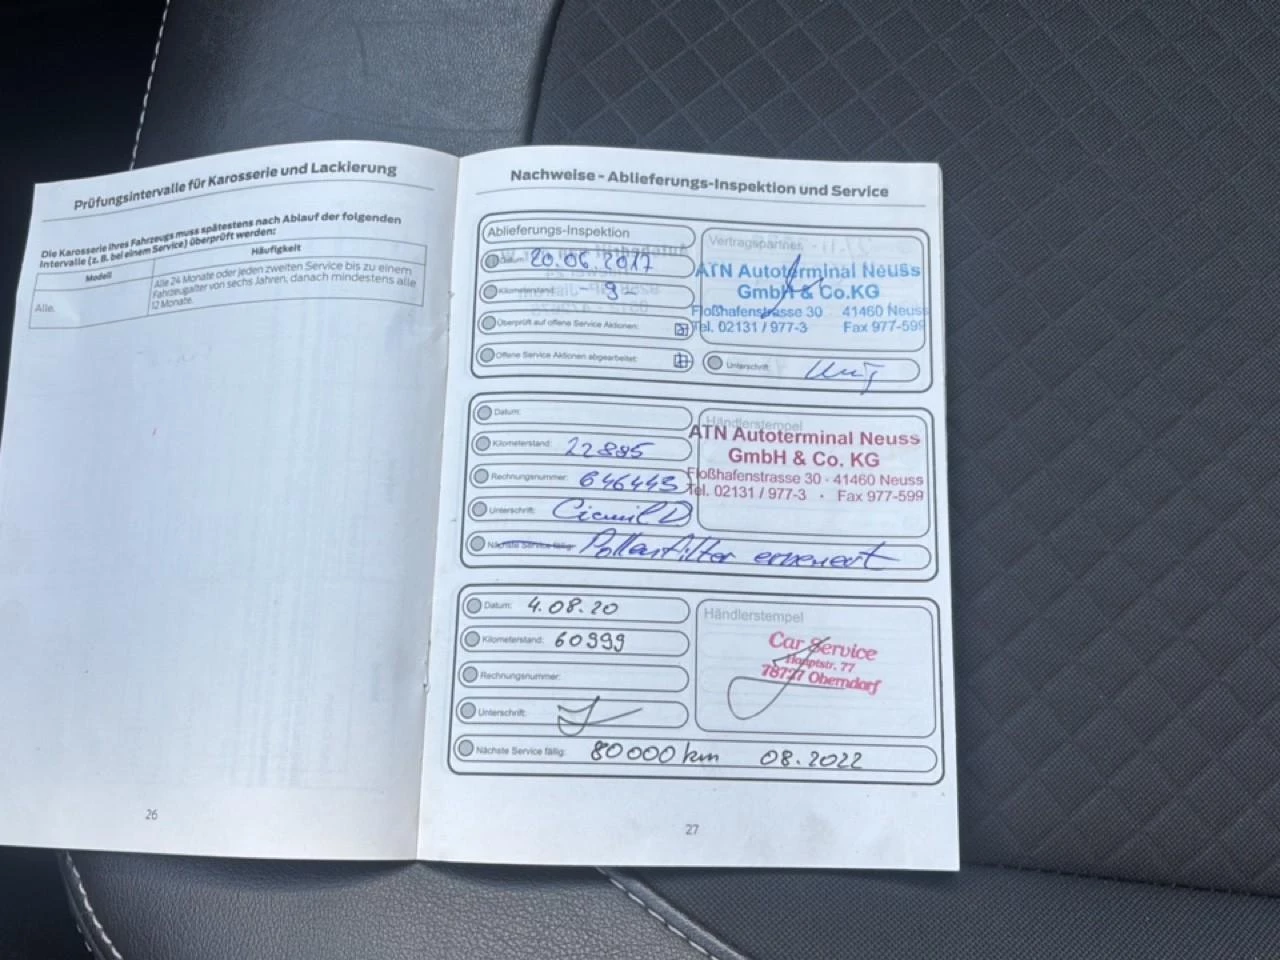 Prüfungsintervalle für Karosserie und Lackierung
Die Karosserie Ihres Fahrzeugs muss spätestens nach Ablauf der folgenden
Intervalle (z. B. bei einem Service) überprüft werden:
Modell
Häufigkeit
Alle.
Alle 24 Monate oder jeden zweiten Service bis zu einem
Fahrzeugalter von sechs Jahren, danach mindestens alle
12 Monate.
26
Nachweise - Ablieferungs-Inspektion und Service
Ablieferungs-Inspektion
Datum: 20.06.2017
Kilometerstand: -9-
Überprüft auf offene Service Aktionen:
Offene Service Aktionen abgearbeitet:
Vertragspartner
ATN Autoterminal Neuss
GmbH & Co.KG
Floßhafenstrasse 30 41460 Neuss
Tel. 02131 / 977-3 Fax 977-599
Unterschrift:
Datum:
Kilometerstand: 22885
Rechnungsnummer: 646443
Unterschrift:
Nächste Service fällig: Pollenfilter erneuert
Händlerstempel
ATN Autoterminal Neuss
GmbH & Co. KG
Floßhafenstrasse 30 · 41460 Neuss
Tel. 02131 / 977-3 · Fax 977-599
Datum: 4.08.20
Kilometerstand: 60999
Rechnungsnummer:
Unterschrift:
Nächste Service fällig: 80000 km 08.2022
Händlerstempel
Car Service
Hauptstr. 77
78727 Oberndorf
27